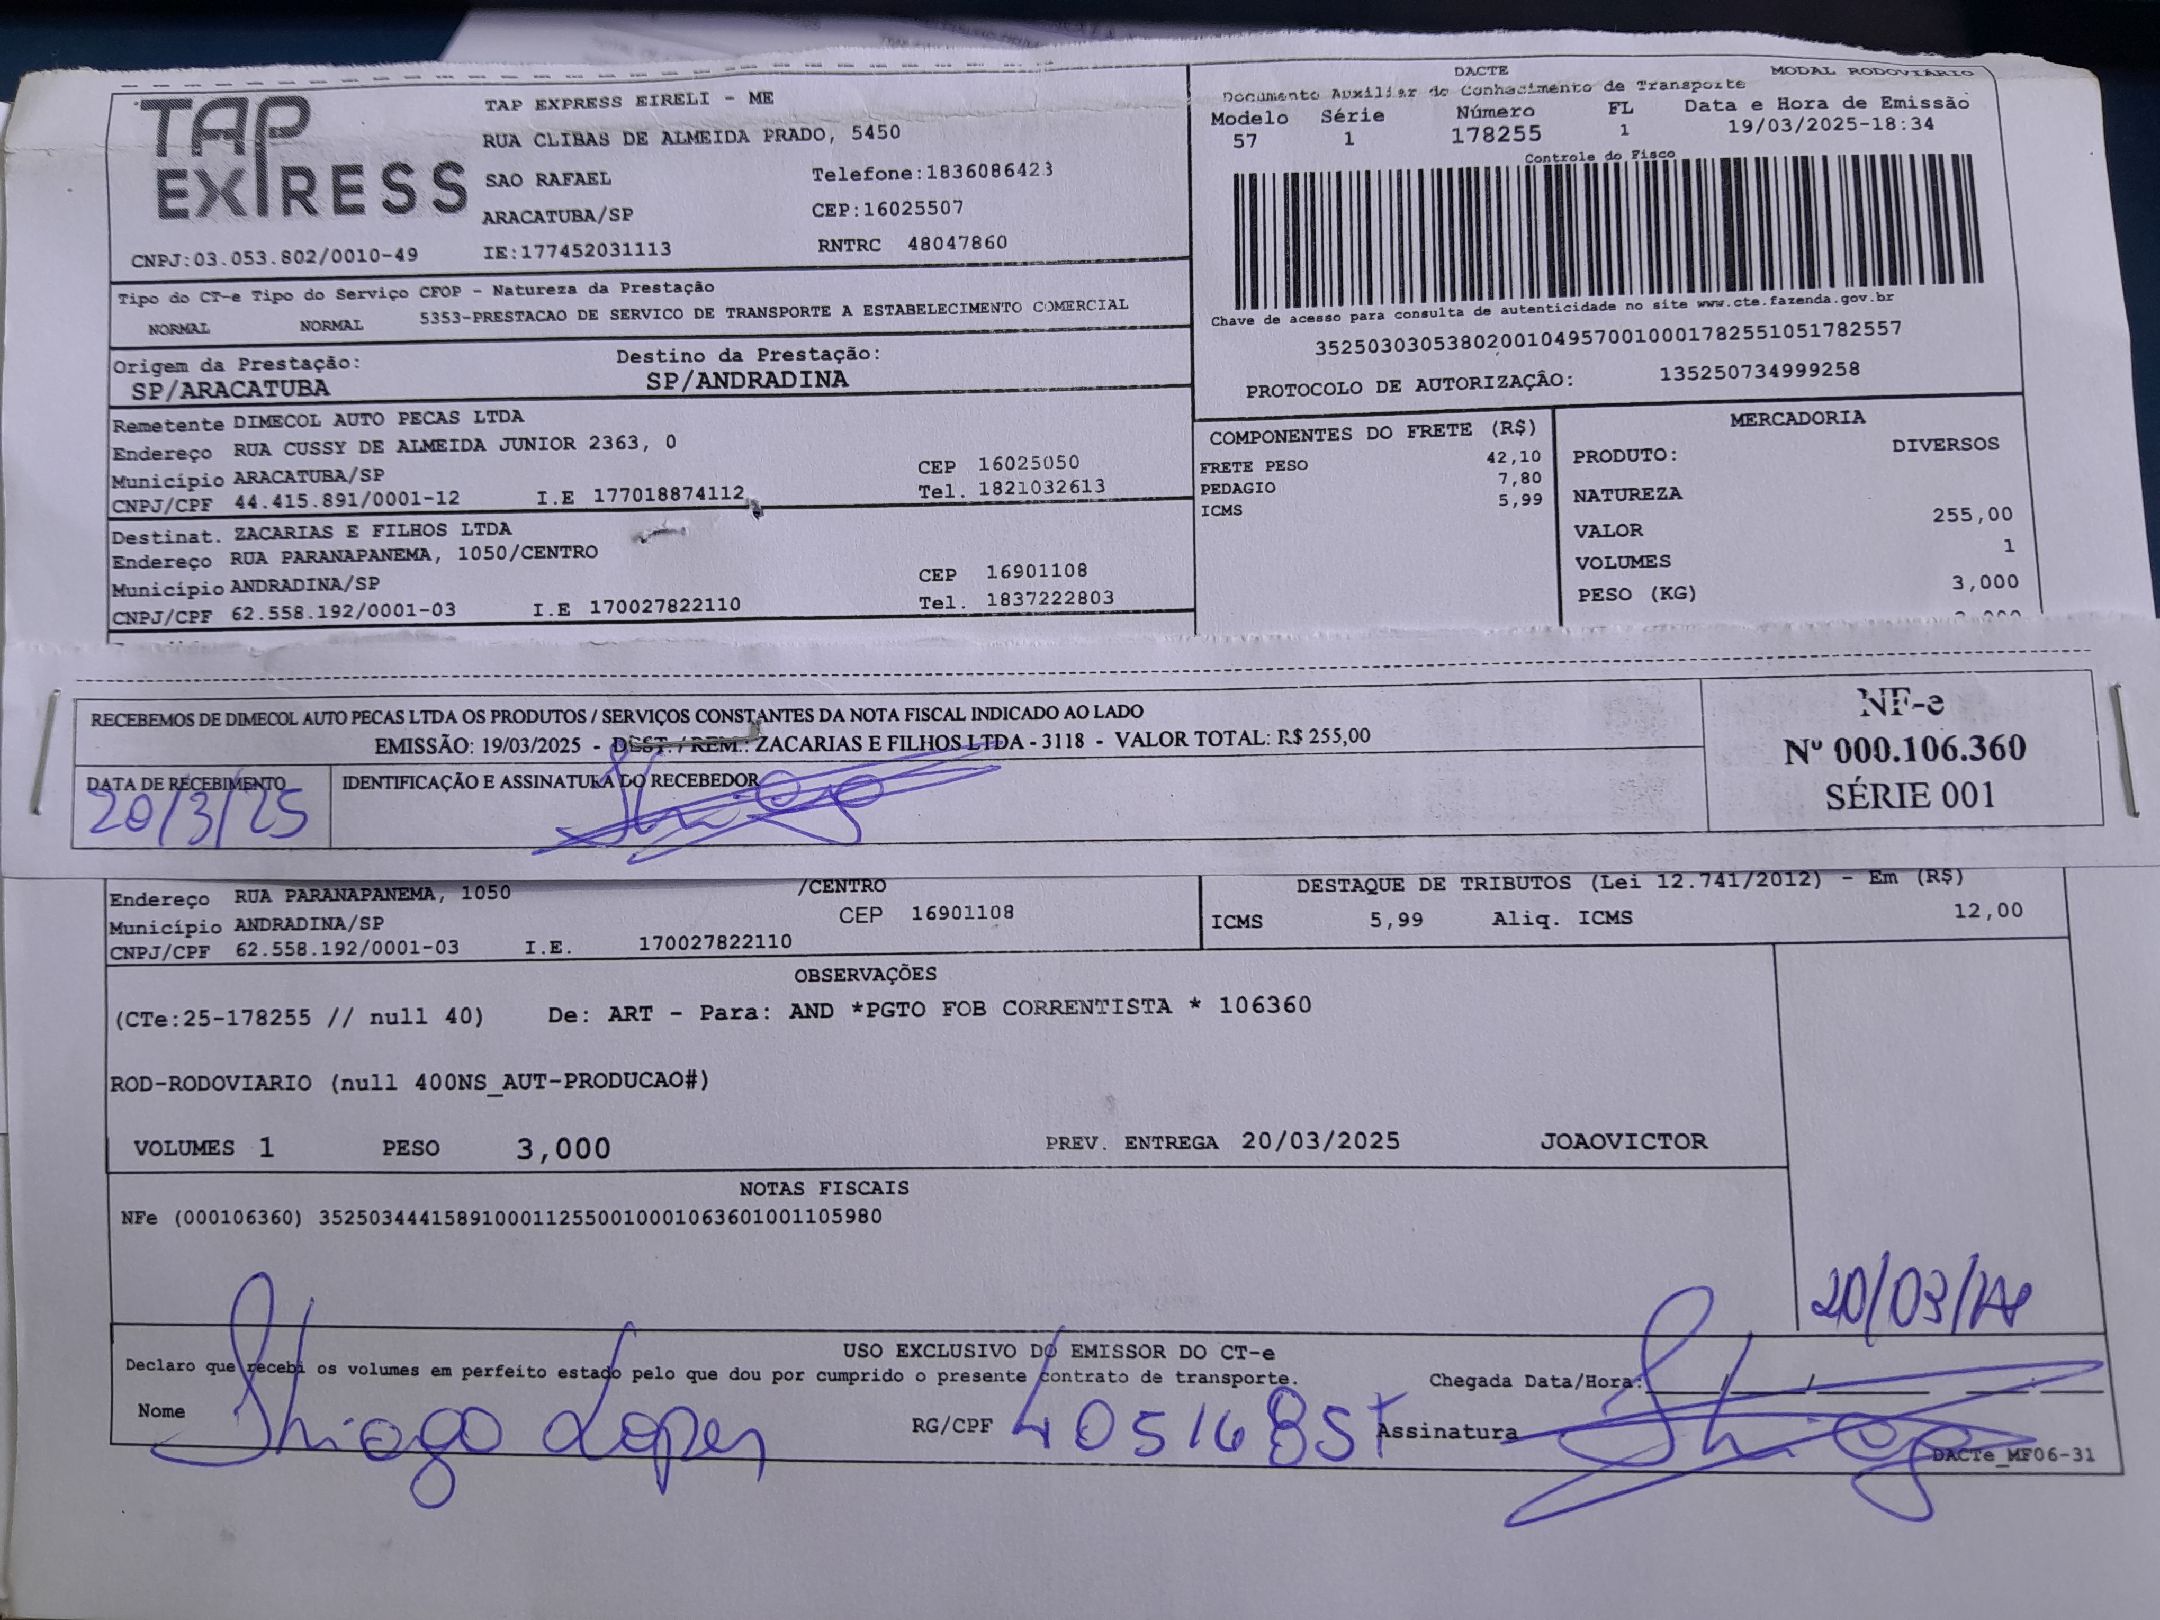 TAP EXPRESS
TAP EXPRESS EIRELI - ME
RUA CLIBAS DE ALMEIDA PRADO, 5450
SAO RAFAEL Telefone:1836086423
ARACATUBA/SP CEP:16025507
CNPJ:03.053.802/0010-49 IE:177452031113 RNTRC 48047860
DACTE MODAL RODOVIÁRIO
Documento Auxiliar do Conhecimento de Transporte
Modelo Série Número FL Data e Hora de Emissão
57 1 178255 1 19/03/2025-18:34
Controle do Fisco
Chave de acesso para consulta de autenticidade no site www.cte.fazenda.gov.br
35250303053802001049570010001782551051782557
PROTOCOLO DE AUTORIZAÇÃO: 135250734999258
Tipo do CT-e Tipo do Serviço CFOP - Natureza da Prestação
NORMAL NORMAL 5353-PRESTACAO DE SERVICO DE TRANSPORTE A ESTABELECIMENTO COMERCIAL
Origem da Prestação: Destino da Prestação:
SP/ARACATUBA SP/ANDRADINA
Remetente DIMECOL AUTO PECAS LTDA
Endereço RUA CUSSY DE ALMEIDA JUNIOR 2363, 0
Município ARACATUBA/SP CEP 16025050
CNPJ/CPF 44.415.891/0001-12 I.E 177018874112 Tel. 1821032613
Destinat. ZACARIAS E FILHOS LTDA
Endereço RUA PARANAPANEMA, 1050/CENTRO
Município ANDRADINA/SP CEP 16901108
CNPJ/CPF 62.558.192/0001-03 I.E 170027822110 Tel. 1837222803
COMPONENTES DO FRETE (R$)
FRETE PESO 42,10
PEDAGIO 7,80
ICMS 5,99
MERCADORIA
PRODUTO: DIVERSOS
NATUREZA
VALOR 255,00
VOLUMES 1
PESO (KG) 3,000
RECEBEMOS DE DIMECOL AUTO PECAS LTDA OS PRODUTOS / SERVIÇOS CONSTANTES DA NOTA FISCAL INDICADO AO LADO
EMISSÃO: 19/03/2025 - DEST. / REM.: ZACARIAS E FILHOS LTDA - 3118 - VALOR TOTAL: R$ 255,00
DATA DE RECEBIMENTO IDENTIFICAÇÃO E ASSINATURA DO RECEBEDOR
20/3/25 Thiago
NF-e
Nº 000.106.360
SÉRIE 001
Endereço RUA PARANAPANEMA, 1050 /CENTRO
Município ANDRADINA/SP CEP 16901108
CNPJ/CPF 62.558.192/0001-03 I.E. 170027822110
DESTAQUE DE TRIBUTOS (Lei 12.741/2012) - Em (R$)
ICMS 5,99 Aliq. ICMS 12,00
OBSERVAÇÕES
(CTe:25-178255 // null 40) De: ART - Para: AND *PGTO FOB CORRENTISTA * 106360
ROD-RODOVIARIO (null 400NS_AUT-PRODUCAO#)
VOLUMES 1 PESO 3,000 PREV. ENTREGA 20/03/2025 JOAOVICTOR
NOTAS FISCAIS
NFe (000106360) 35250344415891000112550010001063601001105980
20/03/
USO EXCLUSIVO DO EMISSOR DO CT-e
Declaro que recebi os volumes em perfeito estado pelo que dou por cumprido o presente contrato de transporte. Chegada Data/Hora:
Nome Thiago Lopes RG/CPF Assinatura Thiago
DACTe_MF06-31